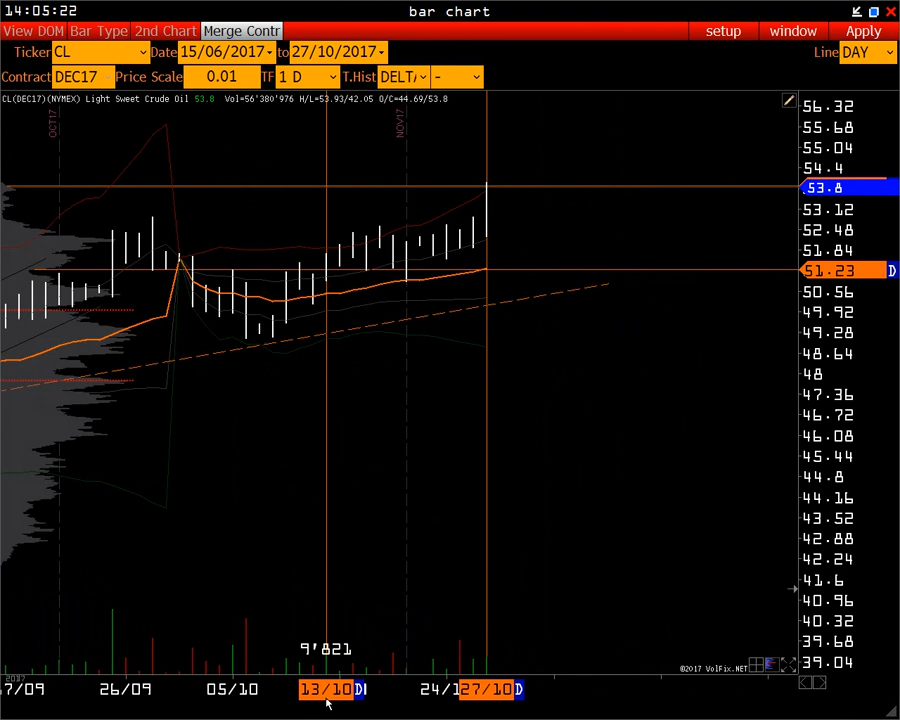 14:05:22 bar chart
View DOM Bar Type 2nd Chart Merge Contr setup window Apply
Ticker CL Date 15/06/2017 to 27/10/2017 Line DAY
Contract DEC17 Price Scale 0.01 TF 1 D T.Hist DELT -
CL(DEC17)(NYMEX) Light Sweet Crude Oil 53.8 Vol=56'380'976 H/L=53.93/42.05 O/C=44.69/53.8
OCT17
NOV17
56.32
55.68
55.04
54.4
53.8
53.12
52.48
51.84
51.23 D
50.56
49.92
49.28
48.64
48
47.36
46.72
46.08
45.44
44.8
44.16
43.52
42.88
42.24
41.6
40.96
40.32
39.68
39.04
9'821
©2017 VolFix.NET
2017
7/09 26/09 05/10 13/10 D 24/1 27/10 D